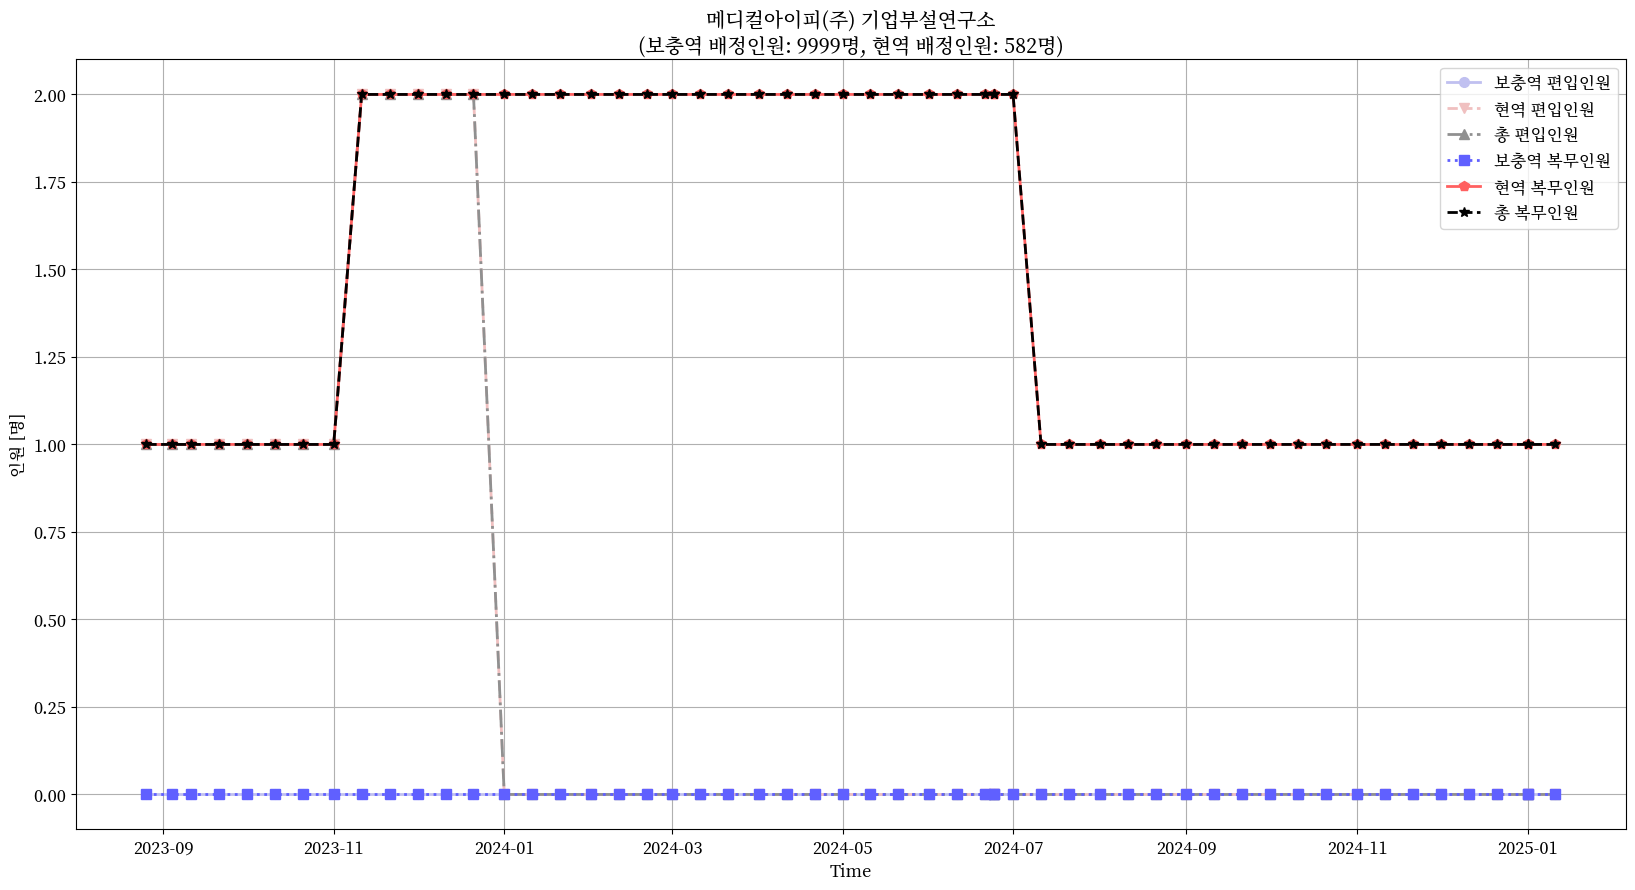 메디컬아이피(주) 기업부설연구소
(보충역 배정인원: 9999명, 현역 배정인원: 582명)
보충역 편입인원
현역 편입인원
총 편입인원
보충역 복무인원
현역 복무인원
총 복무인원
인원 [명]
2.00
1.75
1.50
1.25
1.00
0.75
0.50
0.25
0.00
2023-09
2023-11
2024-01
2024-03
2024-05
2024-07
2024-09
2024-11
2025-01
Time